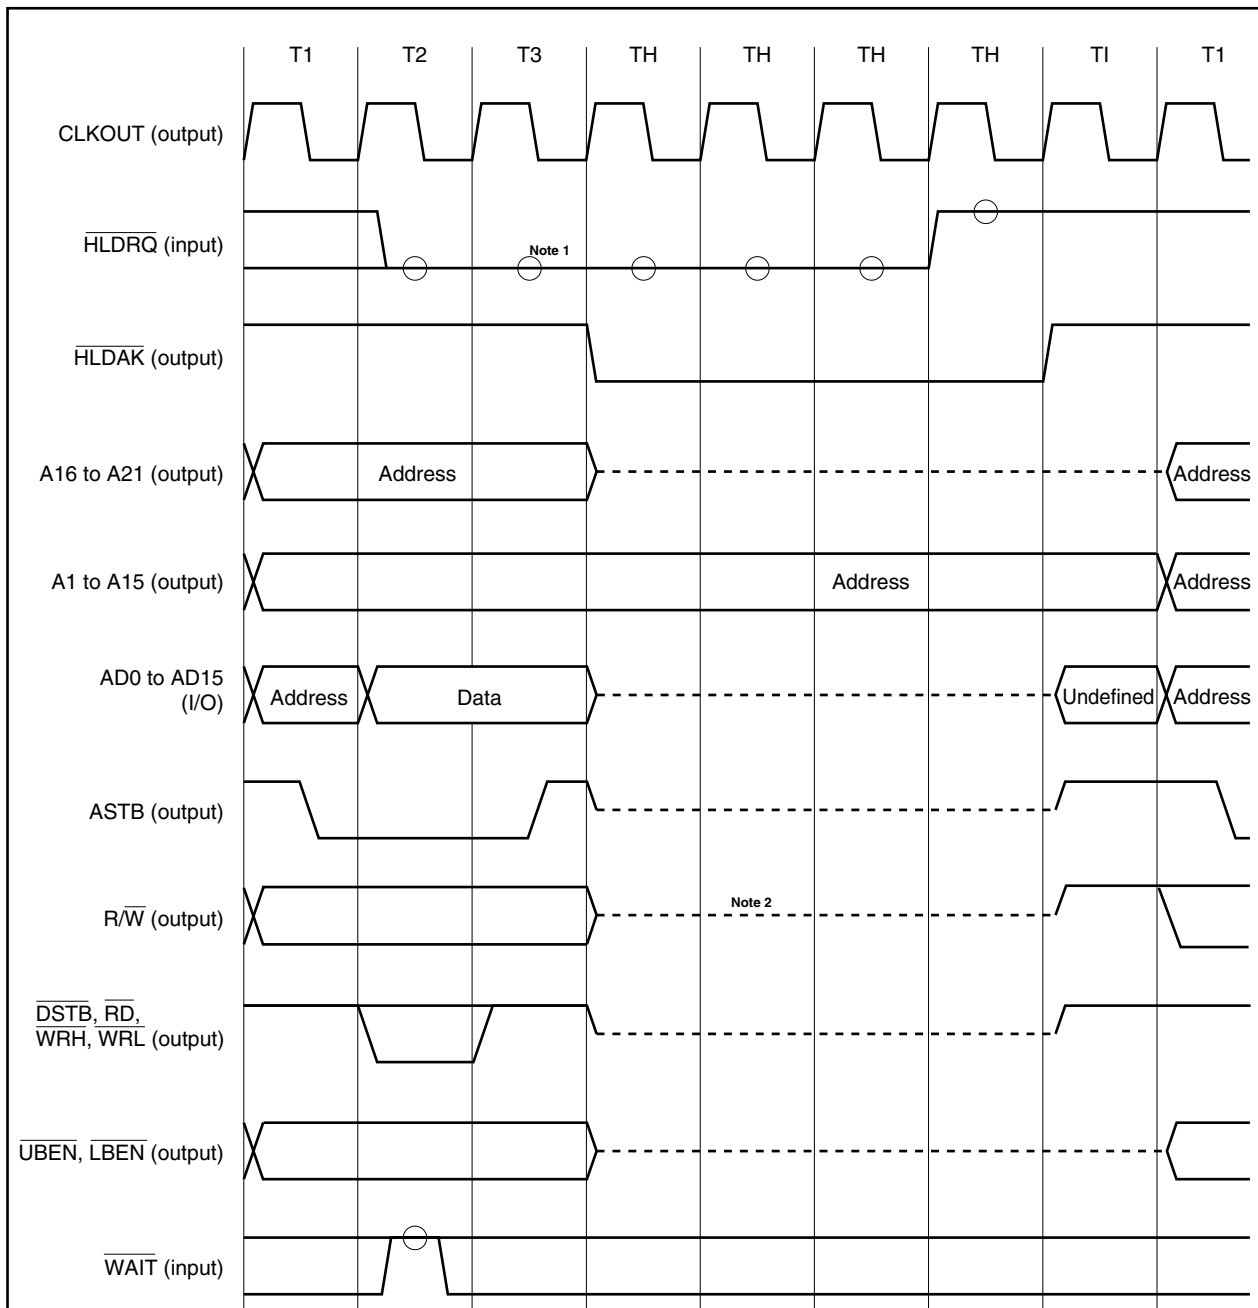 T1 T2 T3 TH TH TH TH TI T1
CLKOUT (output)
HLDRQ (input)
Note 1
HLDAK (output)
A16 to A21 (output)
Address
Address
A1 to A15 (output)
Address
Address
AD0 to AD15
(I/O)
Address
Data
Undefined
Address
ASTB (output)
R/W (output)
Note 2
DSTB, RD,
WRH, WRL (output)
UBEN, LBEN (output)
WAIT (input)